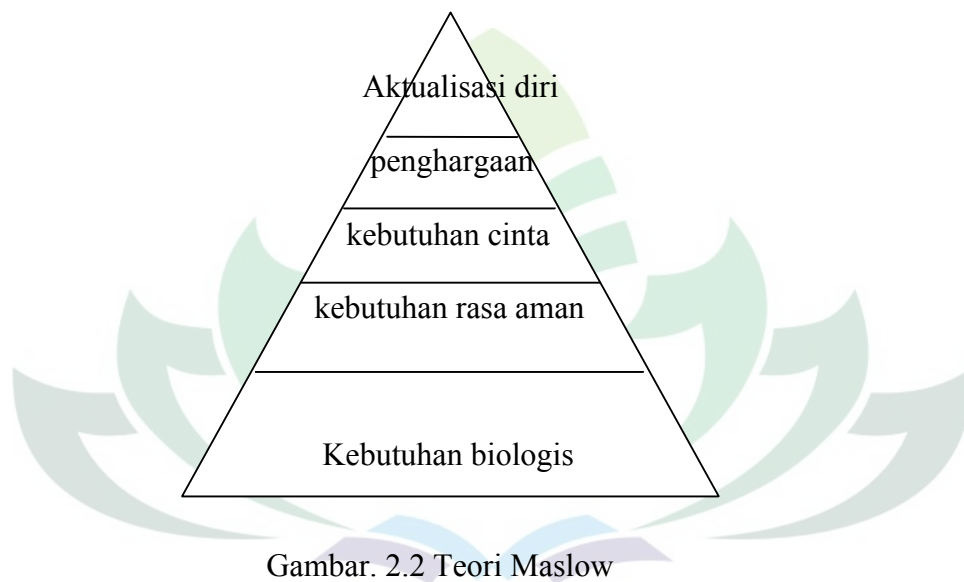 Aktualisasi diri
penghargaan
kebutuhan cinta
kebutuhan rasa aman
Kebutuhan biologis
Gambar. 2.2 Teori Maslow